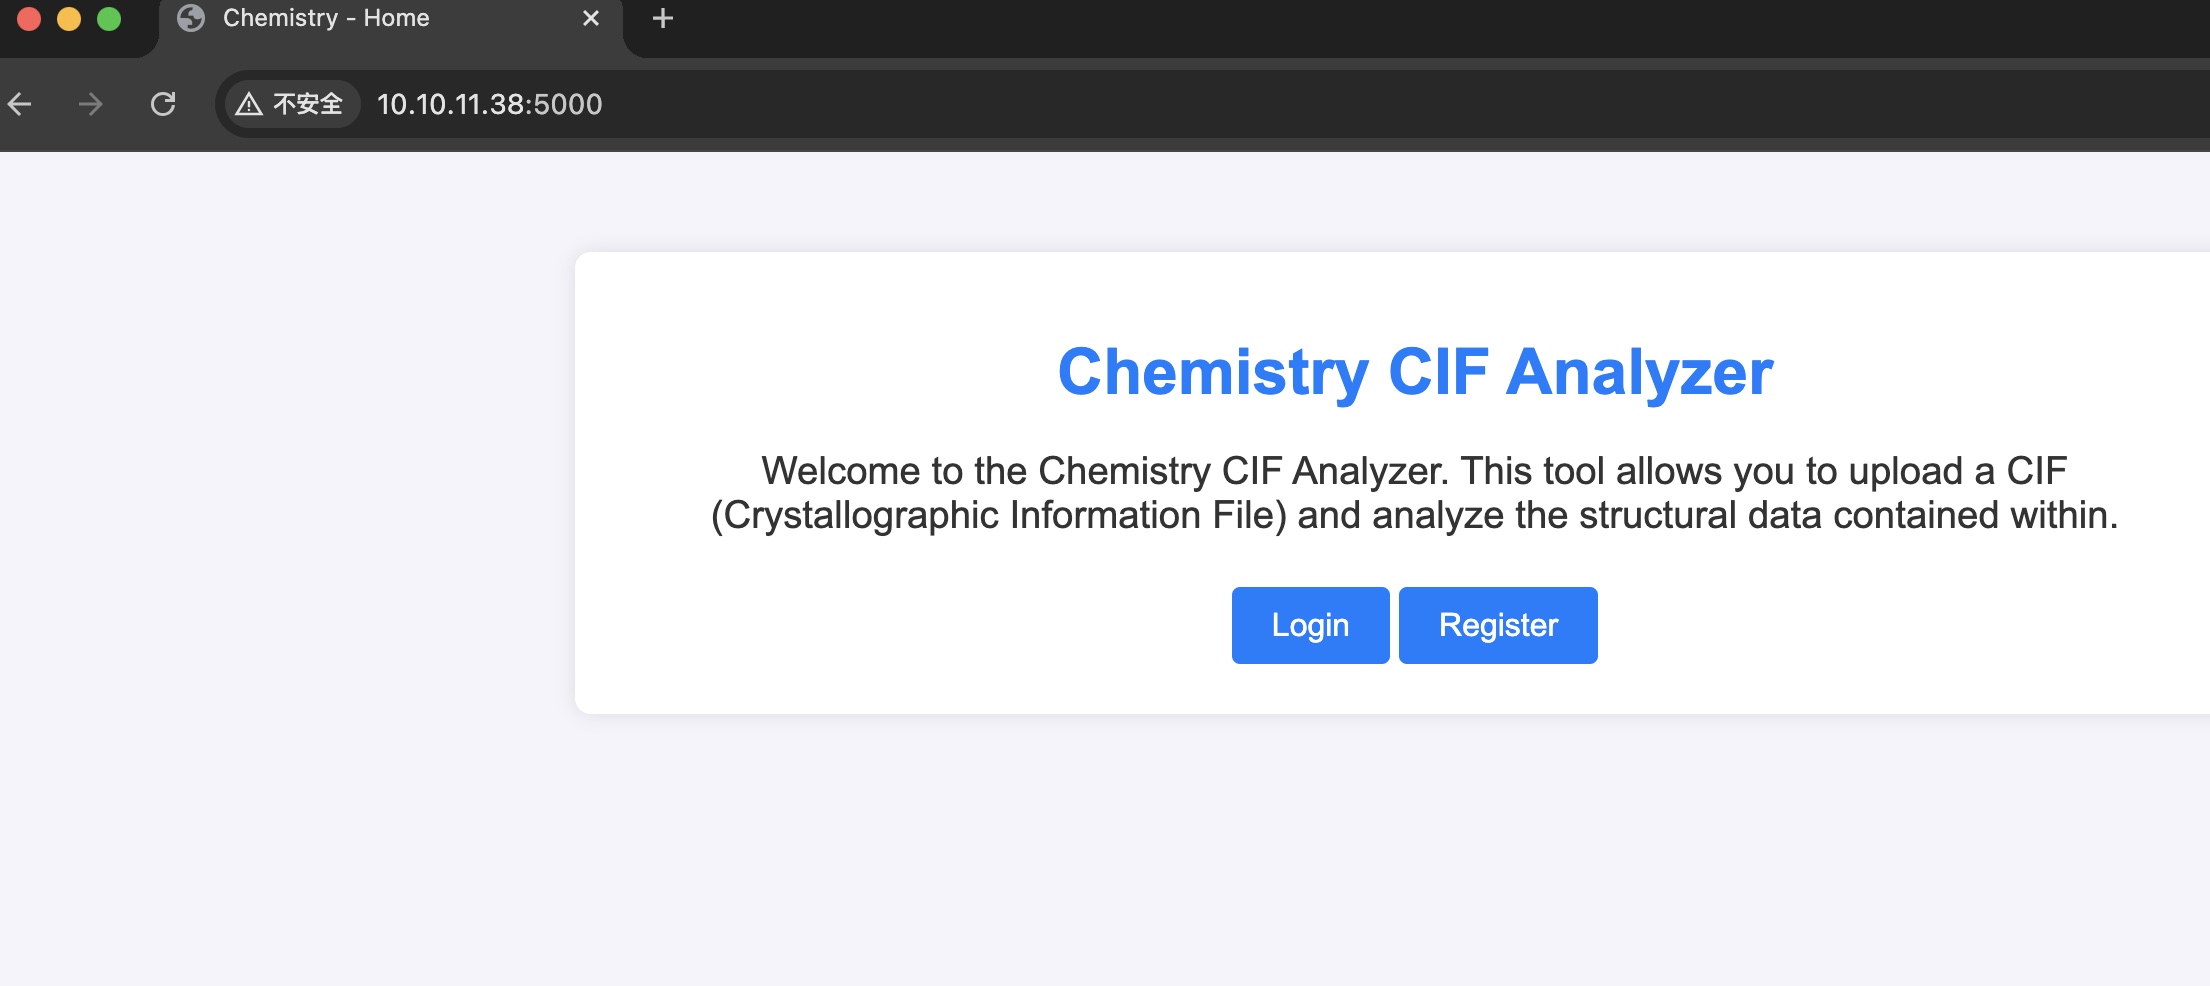 Chemistry - Home
不安全 10.10.11.38:5000
Chemistry CIF Analyzer
Welcome to the Chemistry CIF Analyzer. This tool allows you to upload a CIF
(Crystallographic Information File) and analyze the structural data contained within.
Login Register